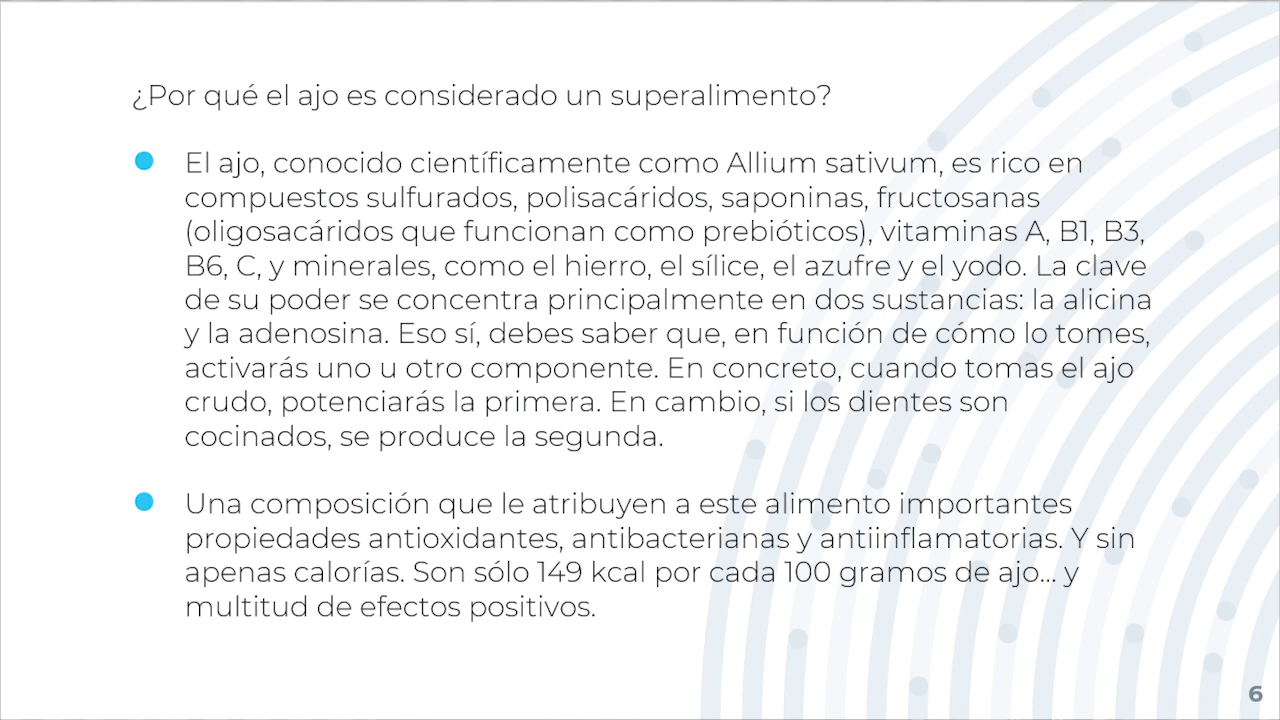 ¿Por qué el ajo es considerado un superalimento?
El ajo, conocido científicamente como Allium sativum, es rico en
compuestos sulfurados, polisacáridos, saponinas, fructosanas
(oligosacáridos que funcionan como prebióticos), vitaminas A, B1, B3,
B6, C, y minerales, como el hierro, el sílice, el azufre y el yodo. La clave
de su poder se concentra principalmente en dos sustancias: la alicina
y la adenosina. Eso sí, debes saber que, en función de cómo lo tomes,
activarás uno u otro componente. En concreto, cuando tomas el ajo
crudo, potenciarás la primera. En cambio, si los dientes son
cocinados, se produce la segunda.
Una composición que le atribuyen a este alimento importantes
propiedades antioxidantes, antibacterianas y antiinflamatorias. Y sin
apenas calorías. Son sólo 149 kcal por cada 100 gramos de ajo... y
multitud de efectos positivos.
6